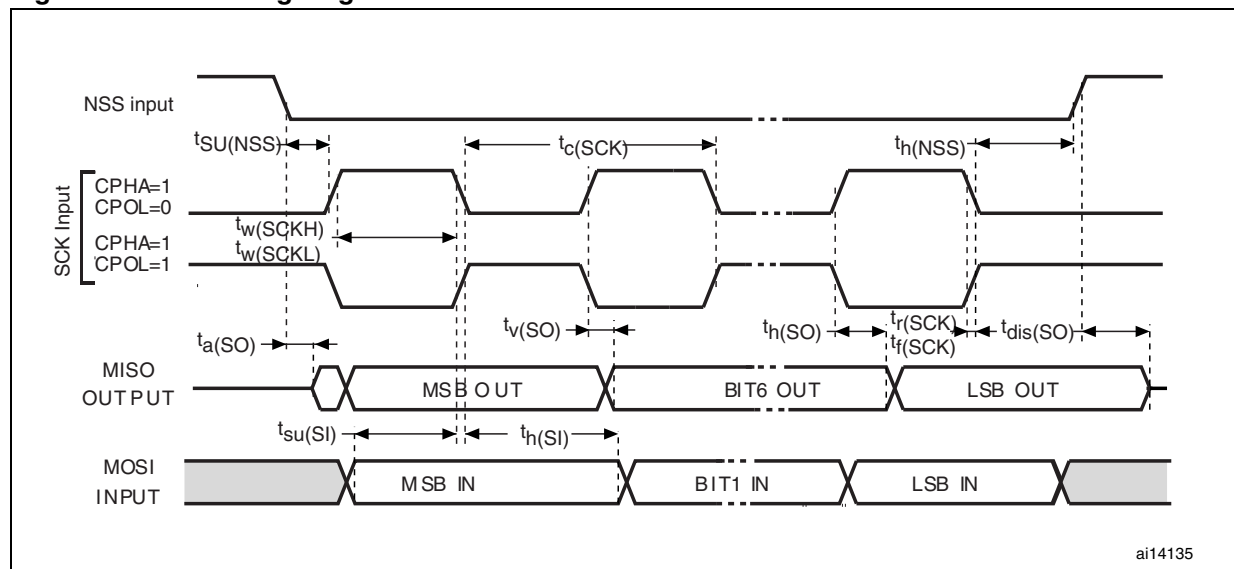 NSS input
tSU(NSS)
tc(SCK)
th(NSS)
SCK Input
CPHA=1
CPOL=0
tw(SCKH)
tw(SCKL)
CPHA=1
CPOL=1
ta(SO)
tv(SO)
th(SO)
tr(SCK)
tf(SCK)
tdis(SO)
MISO
OUTPUT
MSB OUT
BIT6 OUT
LSB OUT
tsu(SI)
th(SI)
MOSI
INPUT
MSB IN
BIT1 IN
LSB IN
ai14135